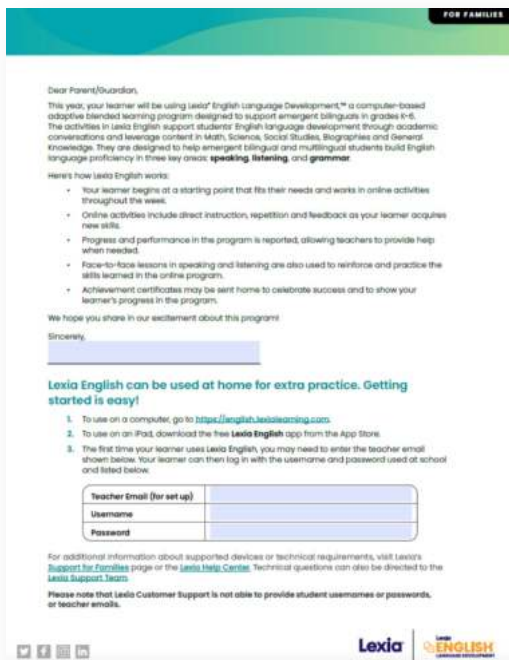 FOR FAMILIES
Dear Parent/Guardian,
This year, your learner will be using Lexia® English Language Development,™ a computer-based
adaptive blended learning program designed to support emergent bilinguals in grades K–6.
The activities in Lexia English support students' English language development through academic
conversations and leverage content in Math, Science, Social Studies, Biographies and General
Knowledge. They are designed to help emergent bilingual and multilingual students build English
language proficiency in three key areas: speaking, listening, and grammar.
Here's how Lexia English works:
• Your learner begins at a starting point that fits their needs and works in online activities
throughout the week.
• Online activities include direct instruction, repetition and feedback as your learner acquires
new skills.
• Progress and performance in the program is reported, allowing teachers to provide help
when needed.
• Face-to-face lessons in speaking and listening are also used to reinforce and practice the
skills learned in the online program.
• Achievement certificates may be sent home to celebrate success and to show your
learner's progress in the program.
We hope you share in our excitement about this program!
Sincerely,
Lexia English can be used at home for extra practice. Getting
started is easy!
1. To use on a computer, go to https://english.lexialearning.com.
2. To use on an iPad, download the free Lexia English app from the App Store.
3. The first time your learner uses Lexia English, you may need to enter the teacher email
shown below. Your learner can then log in with the username and password used at school
and listed below.
Teacher Email (for set up)
Username
Password
For additional information about supported devices or technical requirements, visit Lexia's
Support for Families page or the Lexia Help Center. Technical questions can also be directed to the
Lexia Support Team.
Please note that Lexia Customer Support is not able to provide student usernames or passwords,
or teacher emails.
Lexia
Lexia
ENGLISH
LANGUAGE DEVELOPMENT